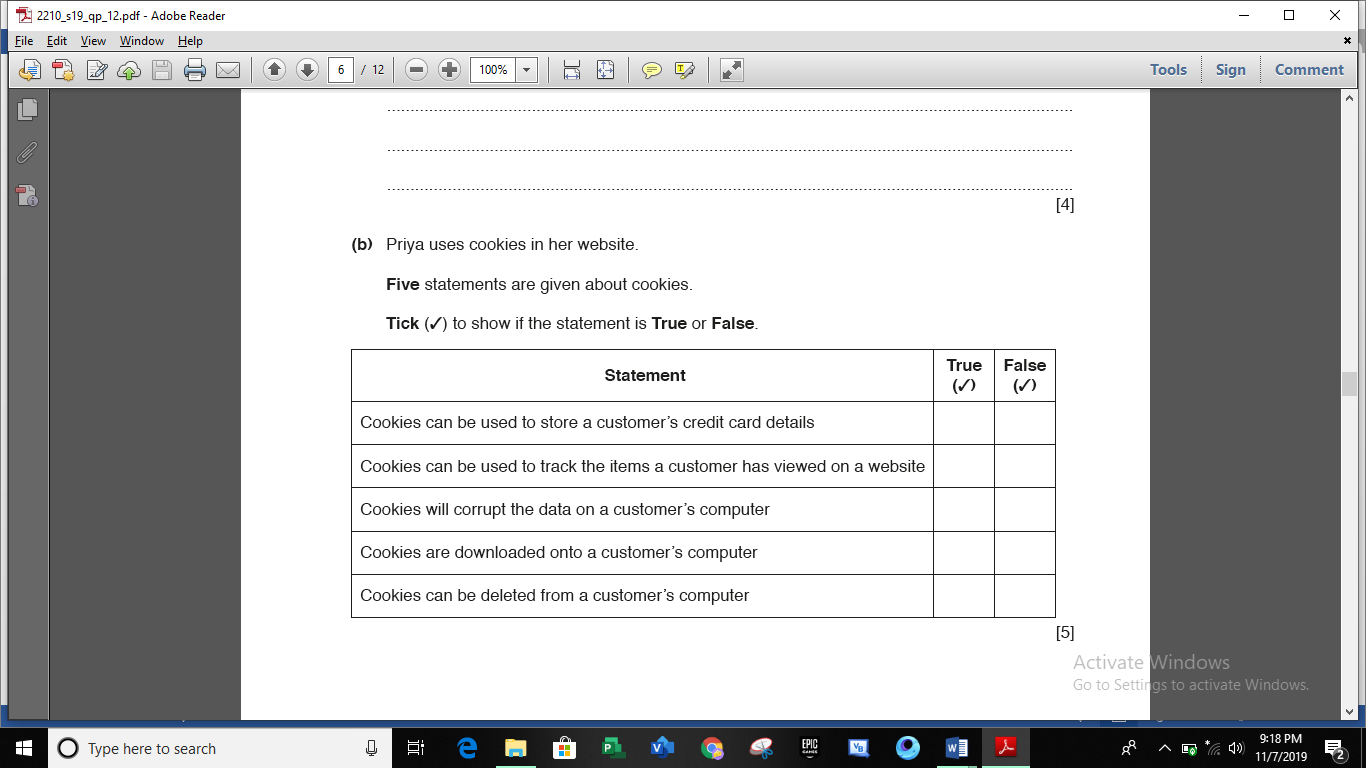 2210_s19_qp_12.pdf - Adobe Reader
File Edit View Window Help
6 / 12 100% Tools Sign Comment
[4]
(b) Priya uses cookies in her website.
Five statements are given about cookies.
Tick (✓) to show if the statement is True or False.
Statement True (✓) False (✓)
Cookies can be used to store a customer's credit card details
Cookies can be used to track the items a customer has viewed on a website
Cookies will corrupt the data on a customer's computer
Cookies are downloaded onto a customer's computer
Cookies can be deleted from a customer's computer
[5]
Activate Windows
Go to Settings to activate Windows.
Type here to search
9:18 PM
11/7/2019
2